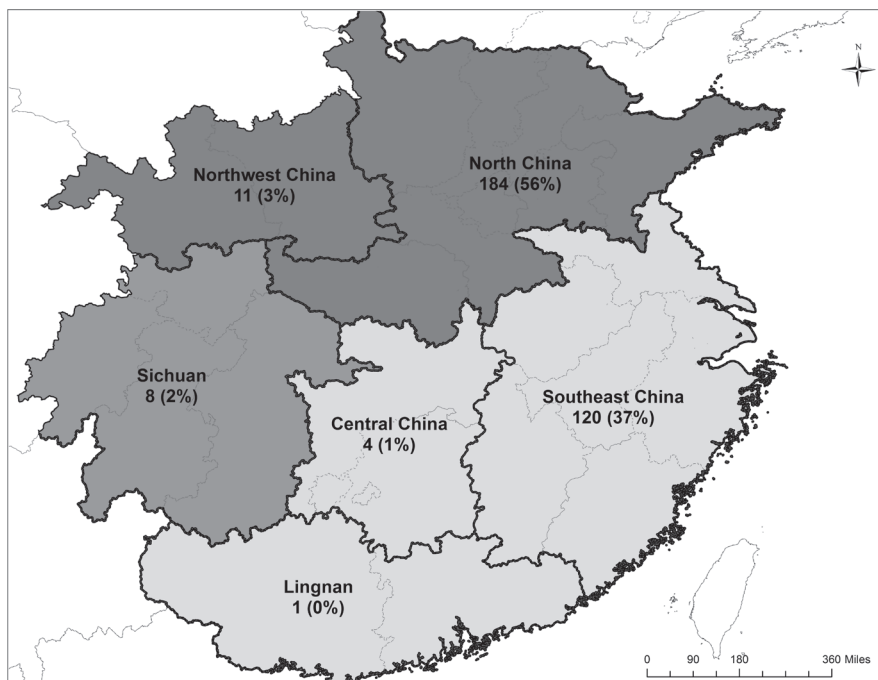 N
Northwest China
11 (3%)
North China
184 (56%)
Sichuan
8 (2%)
Central China
4 (1%)
Southeast China
120 (37%)
Lingnan
1 (0%)
0 90 180 360 Miles